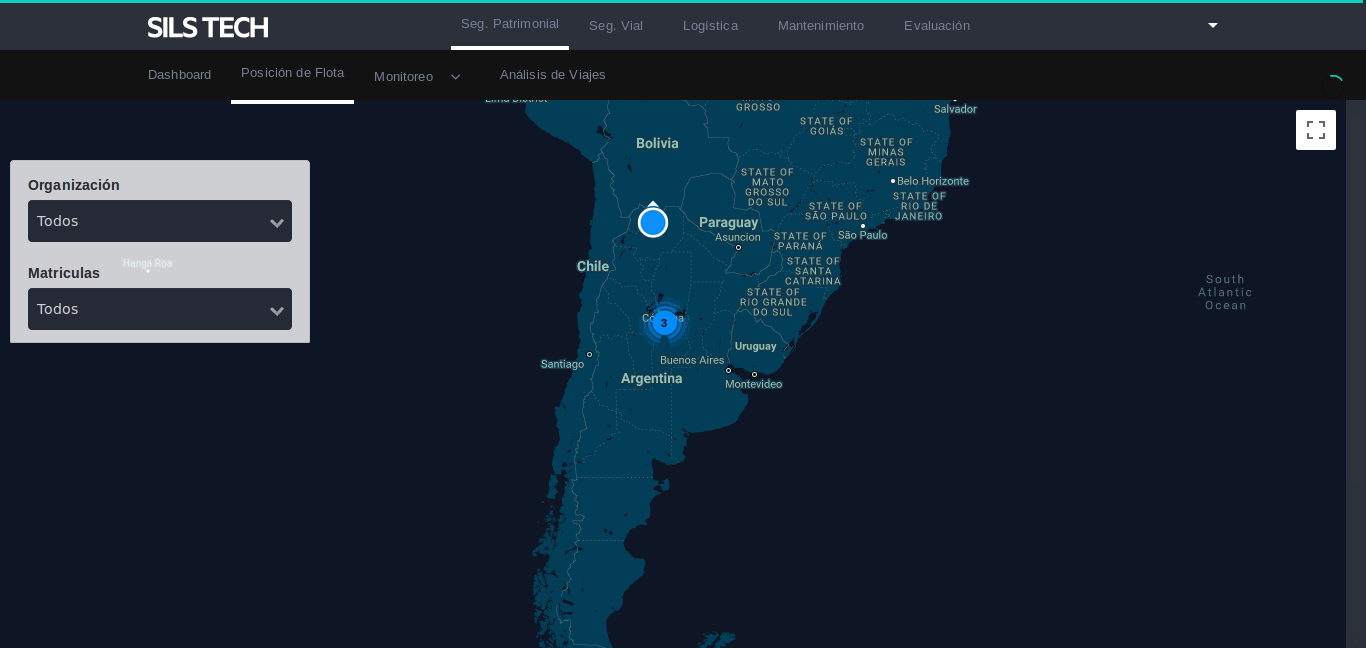 SILS TECH
Seg. Patrimonial
Seg. Vial
Logística
Mantenimiento
Evaluación
Dashboard
Posición de Flota
Monitoreo
Análisis de Viajes
GROSSO
Salvador
STATE OF
GOIÁS
Bolivia
STATE OF
MINAS
GERAIS
STATE OF
MATO
GROSSO
DO SUL
Belo Horizonte
STATE OF
RIO DE
JANEIRO
STATE OF
SÃO PAULO
Paraguay
Asuncion
São Paulo
STATE OF
PARANÁ
Organización
Todos
Hanga Roa
Matriculas
Todos
Chile
STATE OF
SANTA
CATARINA
South
Atlantic
Ocean
STATE OF
RIO GRANDE
DO SUL
3
Uruguay
Santiago
Buenos Aires
Argentina
Montevideo